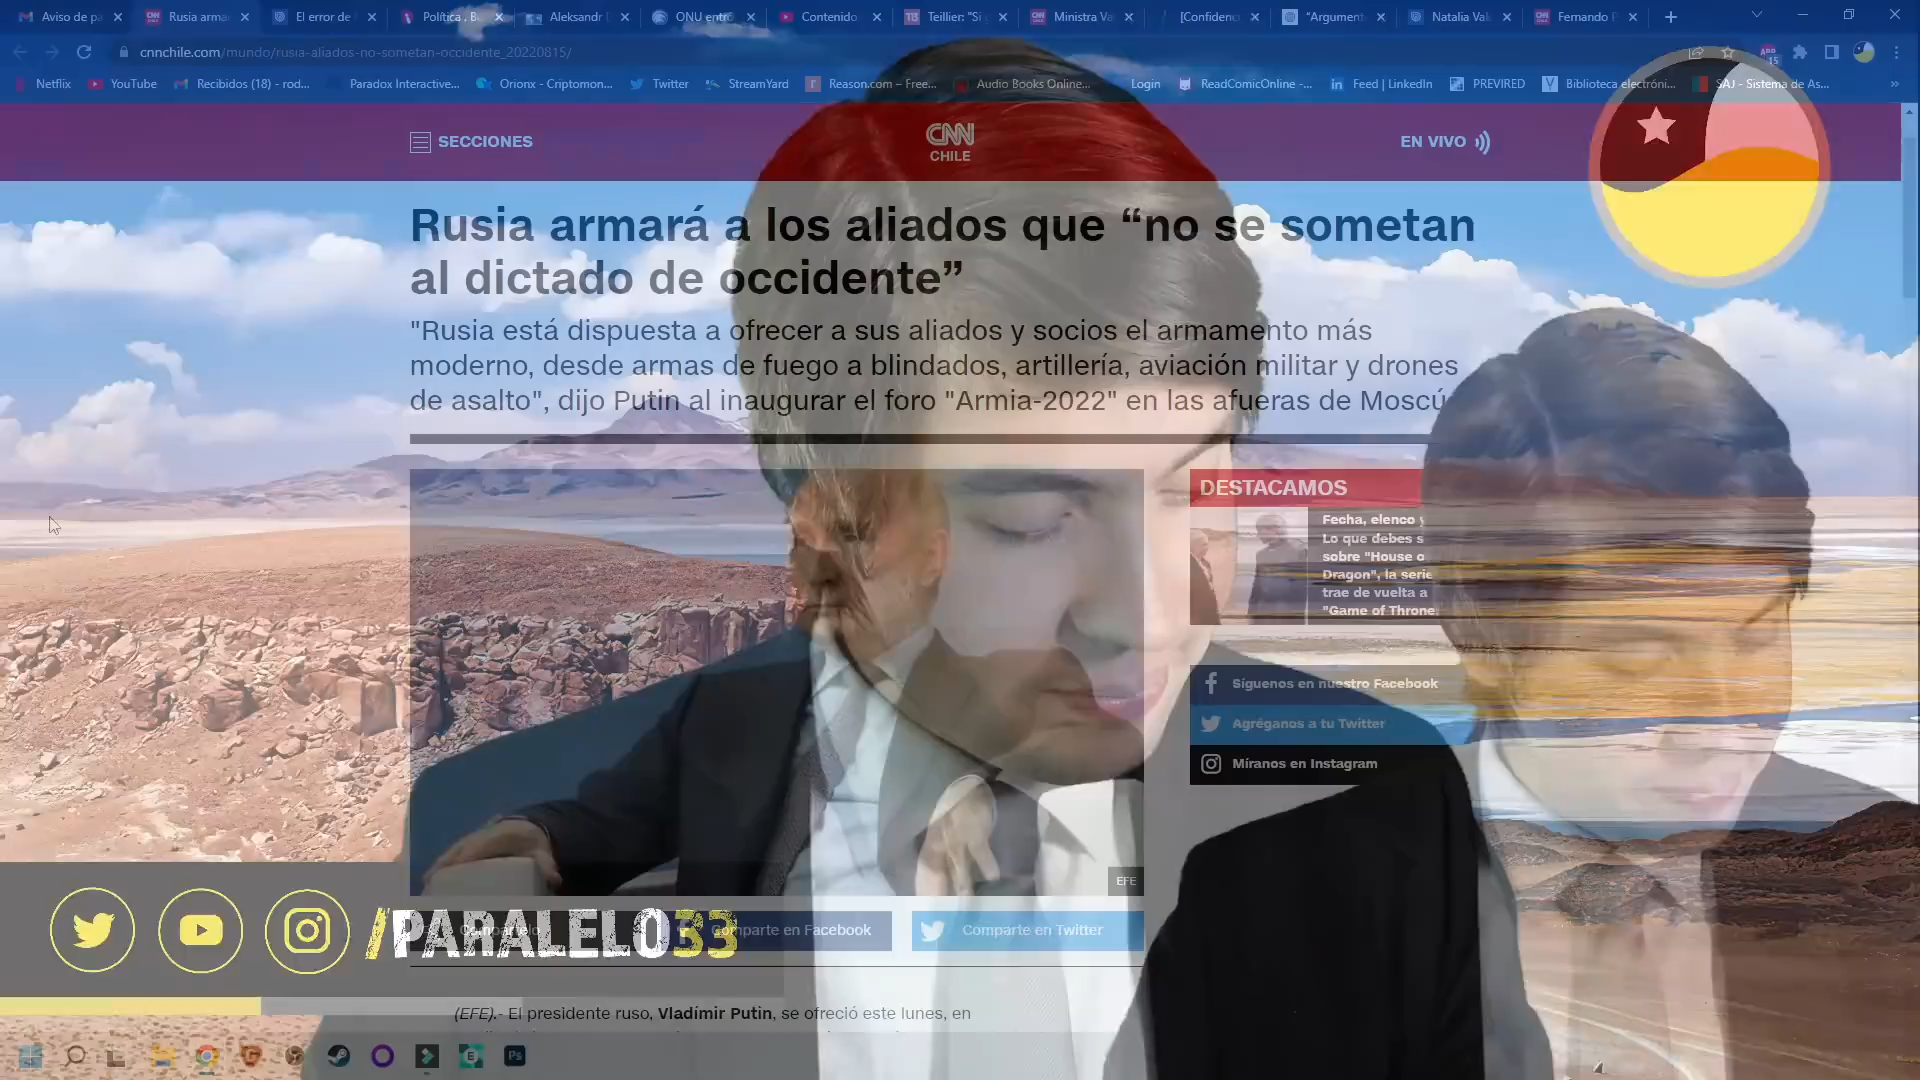 Aviso de pa
Rusia arma
El error de
Política , B
Aleksandr
ONU entró
Contenido
Teillier: "Si
Ministra Va
[Confidenc
"Argument
Natalia Val
Fernando P
cnnchile.com/mundo/rusia-aliados-no-sometan-occidente_20220815/
Netflix
YouTube
Recibidos (18) - rod...
Paradox Interactive...
Orionx - Criptomon...
Twitter
StreamYard
Reason.com – Free...
Audio Books Online...
Login
ReadComicOnline -...
Feed | LinkedIn
PREVIRED
Biblioteca electróni...
SAJ - Sistema de As...
»
SECCIONES
CNN
CHILE
EN VIVO
Rusia armará a los aliados que “no se sometan
al dictado de occidente”
"Rusia está dispuesta a ofrecer a sus aliados y socios el armamento más
moderno, desde armas de fuego a blindados, artillería, aviación militar y drones
de asalto", dijo Putin al inaugurar el foro "Armia-2022" en las afueras de Moscú
DESTACAMOS
Fecha, elenco y
Lo que debes s
sobre "House o
Dragon", la serie
trae de vuelta a
"Game of Throne
Síguenos en nuestro Facebook
Agréganos a tu Twitter
Míranos en Instagram
EFE
/PARALELO33
Compártelo
Comparte en Facebook
Comparte en Twitter
(EFE).- El presidente ruso, Vladímir Putin, se ofreció este lunes, en
Ps